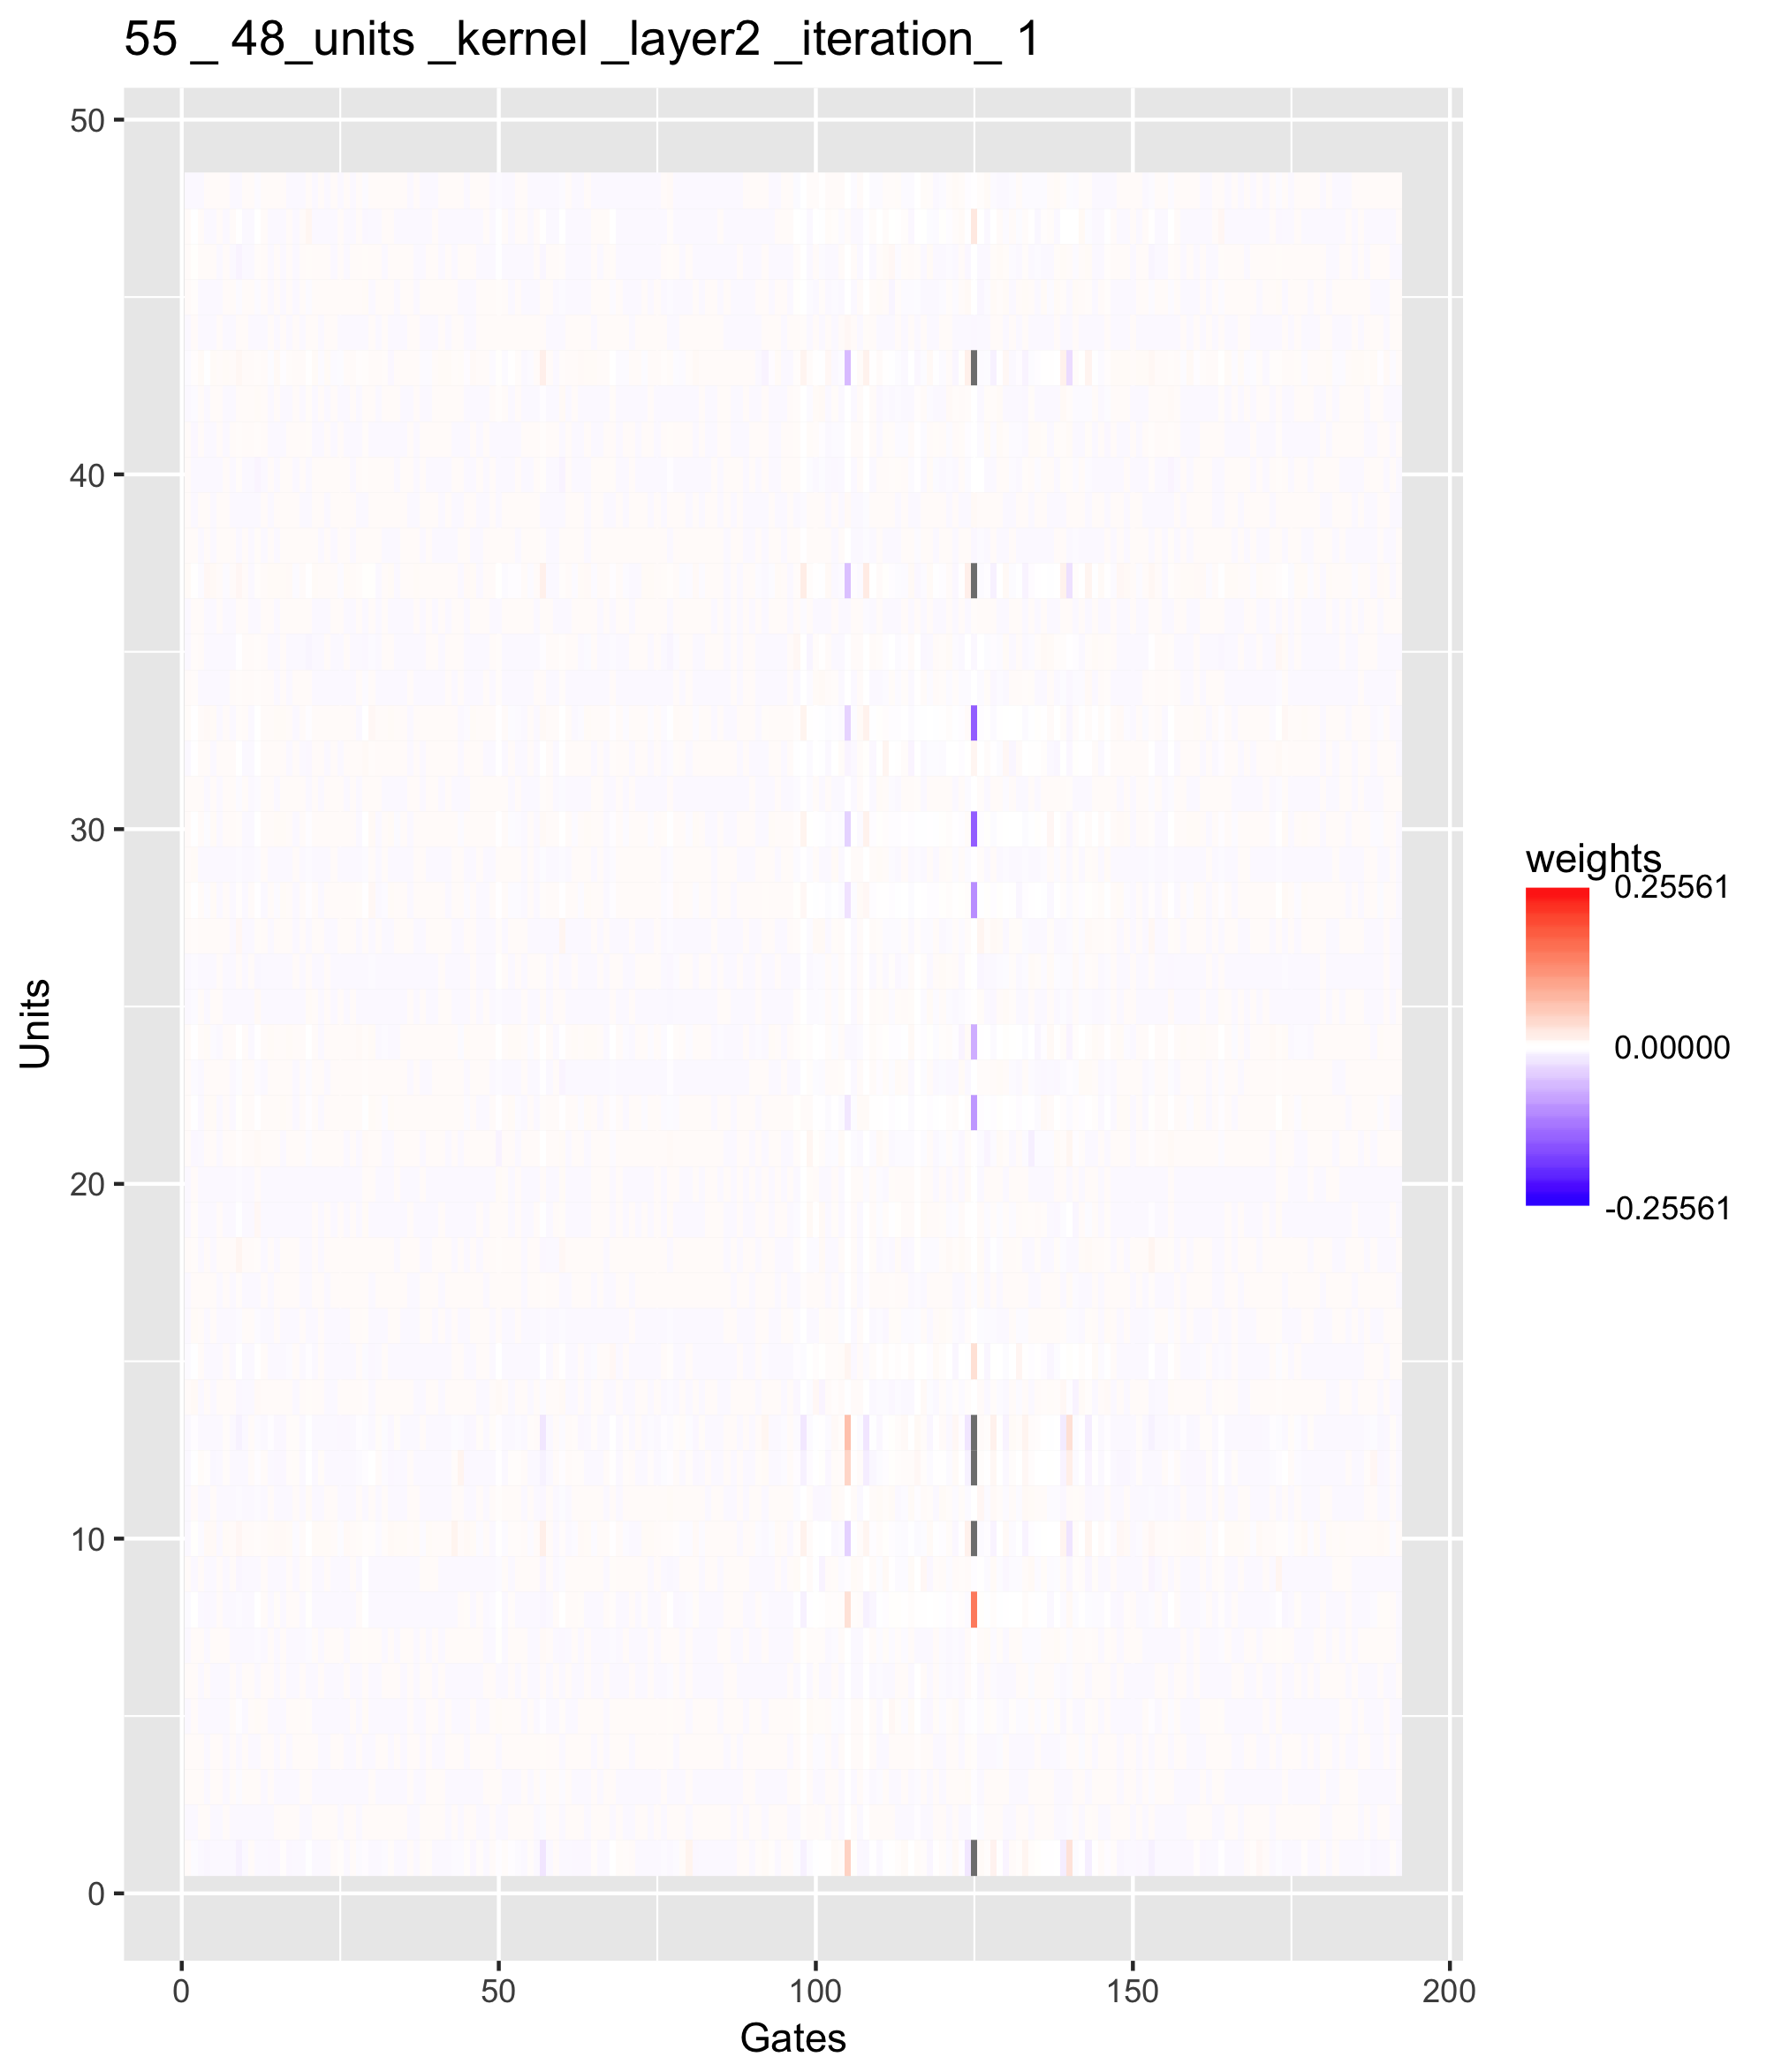 55 _ 48_units _kernel _layer2 _iteration_ 1
50
40
30
20
10
0
Units
0 50 100 150 200
Gates
weights
0.25561
0.00000
-0.25561